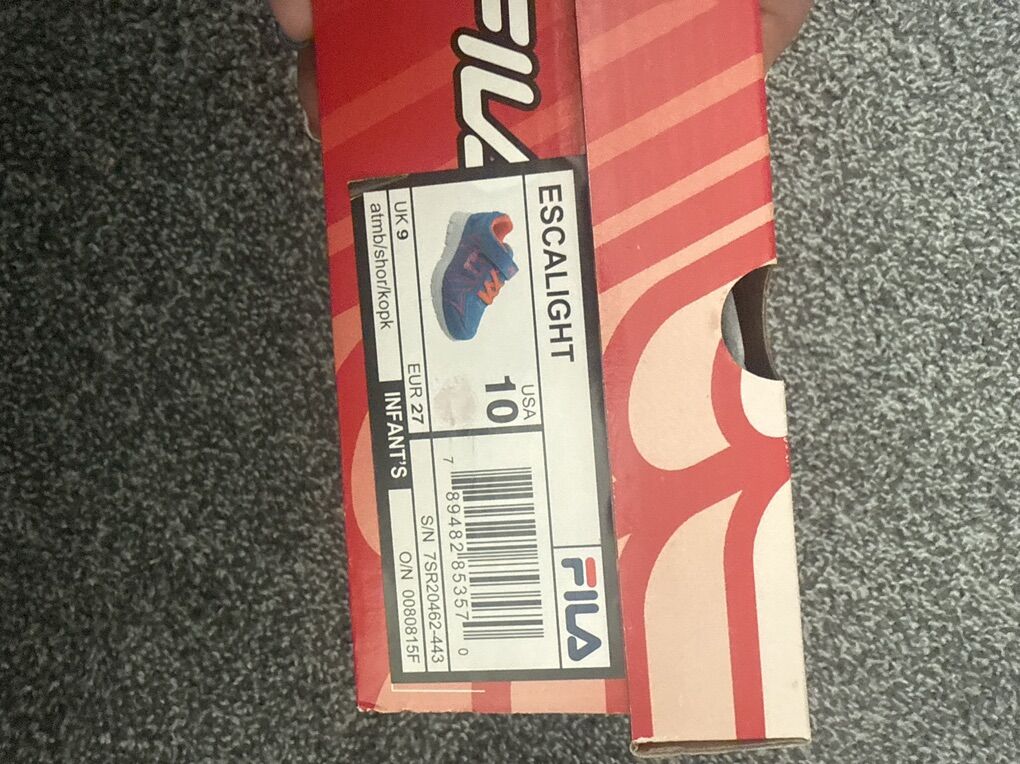 FILA
ESCALIGHT
FILA
USA
10
UK 9
EUR 27
atmb/shor/kopk
INFANT'S
7 89482 85357 0
S/N 7SR20462-443
O/N 0080815F